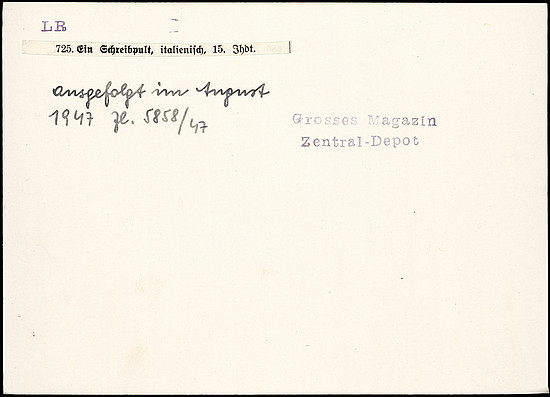 LR
725. Ein Schreibpult, italienisch, 15. Jhdt.
ausgefolgt im August
1947 Zl. 5858/47
Grosses Magazin
Zentral-Depot